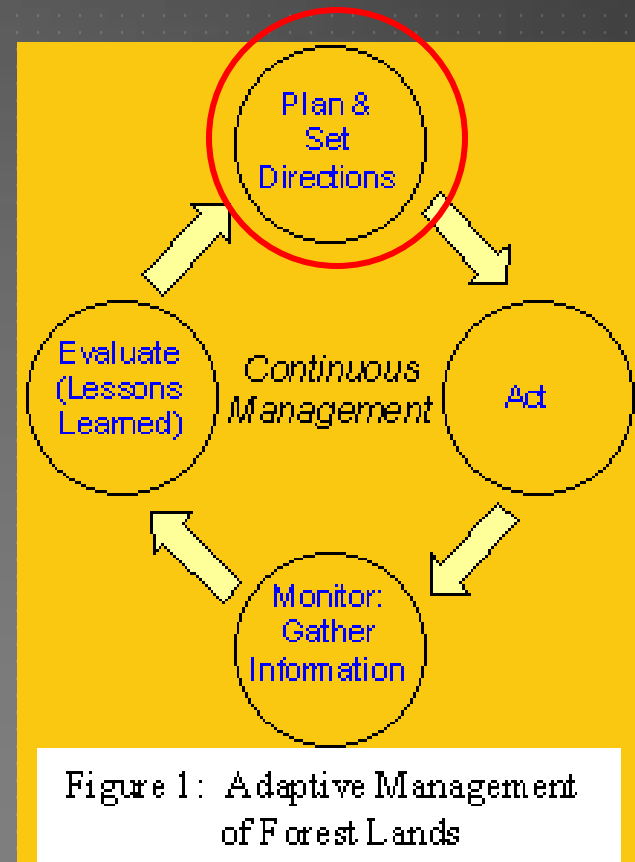 Plan &
Set
Directions
Evaluate
(Lessons
Learned)
Continuous
Management
Act
Monitor:
Gather
Information
Figure 1: Adaptive Management
of Forest Lands